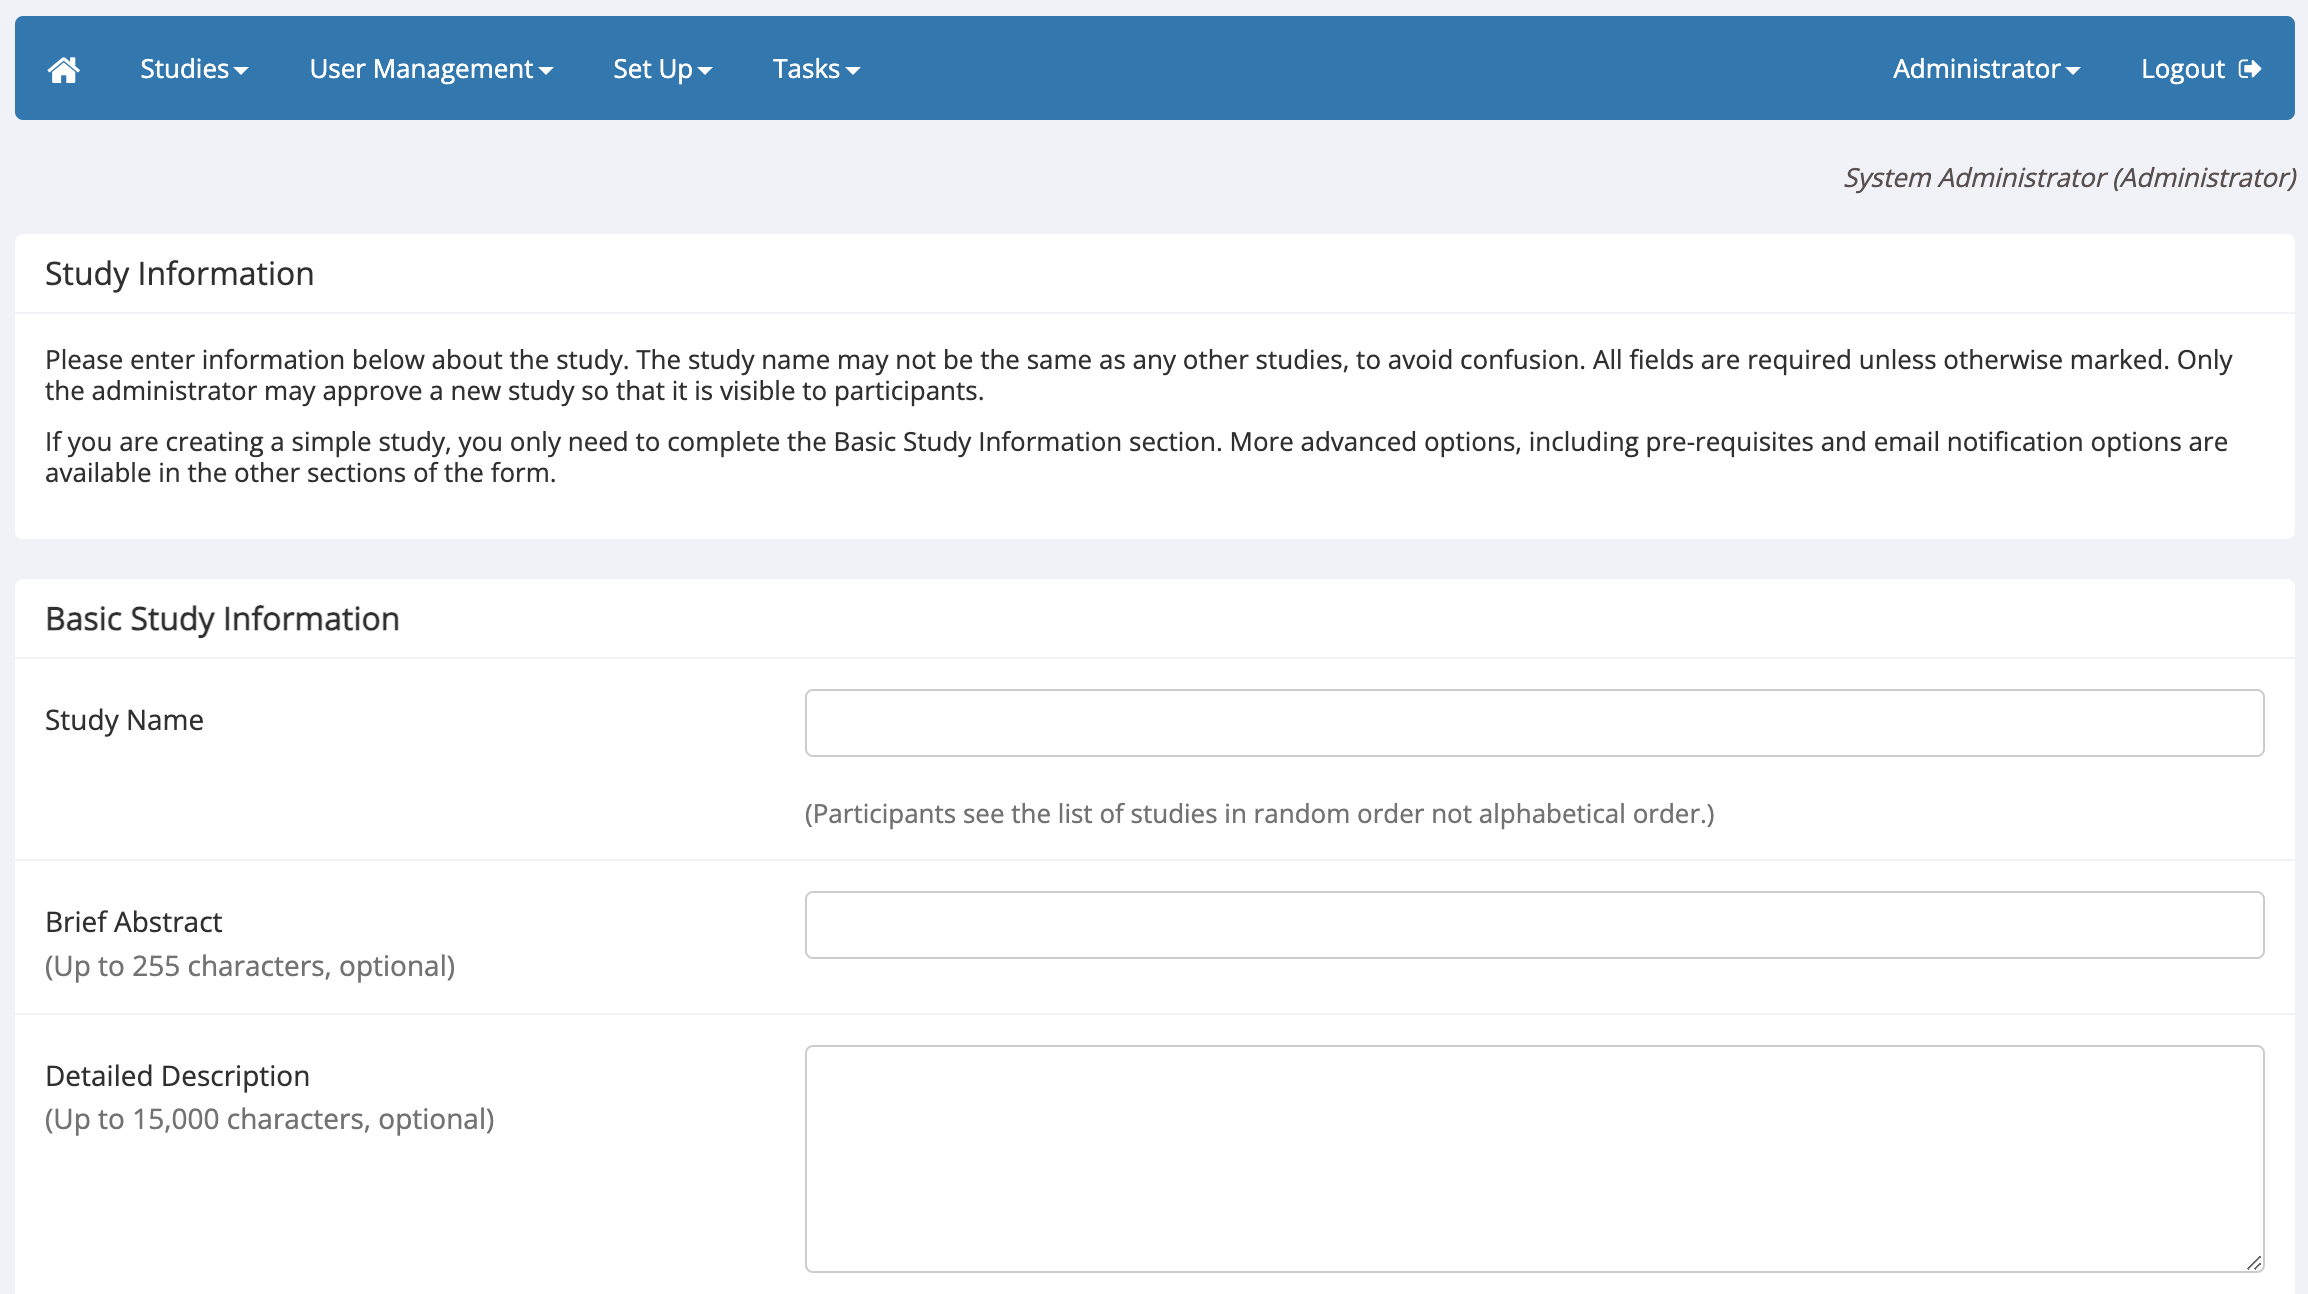 Studies User Management Set Up Tasks Administrator Logout
System Administrator (Administrator)
Study Information
Please enter information below about the study. The study name may not be the same as any other studies, to avoid confusion. All fields are required unless otherwise marked. Only
the administrator may approve a new study so that it is visible to participants.
If you are creating a simple study, you only need to complete the Basic Study Information section. More advanced options, including pre-requisites and email notification options are
available in the other sections of the form.
Basic Study Information
Study Name
(Participants see the list of studies in random order not alphabetical order.)
Brief Abstract
(Up to 255 characters, optional)
Detailed Description
(Up to 15,000 characters, optional)